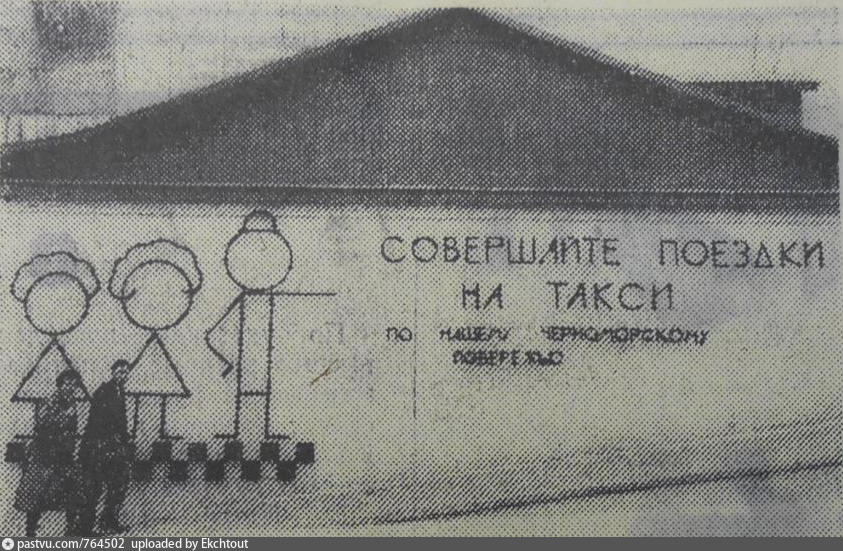 СОВЕРШАЙТЕ ПОЕЗДКИ
НА ТАКСИ
ПО НАШЕМУ ЧЕРНОМОРСКОМУ
ПОБЕРЕЖЬЮ
pastvu.com/764502 uploaded by Ekchtout